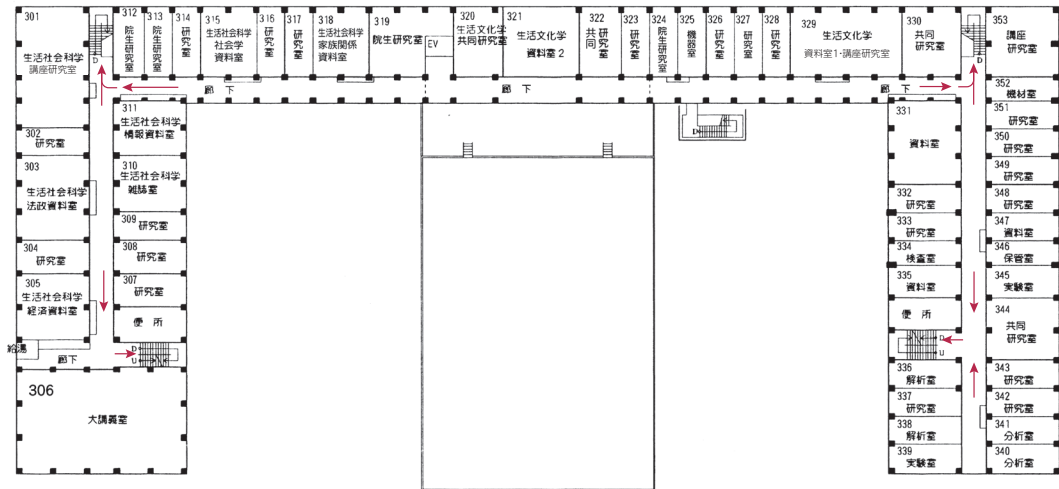 301
生活社会科学
講座研究室
D
312
院生研究室
313
院生研究室
314
研究室
315
生活社会科学
社会学
資料室
316
研究室
317
研究室
318
生活社会科学
家族関係
資料室
319
院生研究室
EV
320
生活文化学
共同研究室
321
生活文化学
資料室2
322
共同
研究室
323
研究室
324
院生研究室
325
機器室
326
研究室
327
研究室
328
研究室
329
生活文化学
資料室1・講座研究室
330
共同
研究室
D
353
講座
研究室
廊下
廊下
廊下
352
機材室
311
生活社会科学
情報資料室
D
331
資料室
351
研究室
302
研究室
350
研究室
303
生活社会科学
法政資料室
310
生活社会科学
雑誌室
349
研究室
332
研究室
348
研究室
309
研究室
333
研究室
347
資料室
304
研究室
308
研究室
334
検査室
346
保管室
305
生活社会科学
経済資料室
307
研究室
335
資料室
345
実験室
便所
便所
344
共同
研究室
給湯
廊下
D
U
D
U
306
大講義室
336
解析室
343
研究室
337
研究室
342
研究室
338
解析室
341
分析室
339
実験室
340
分析室